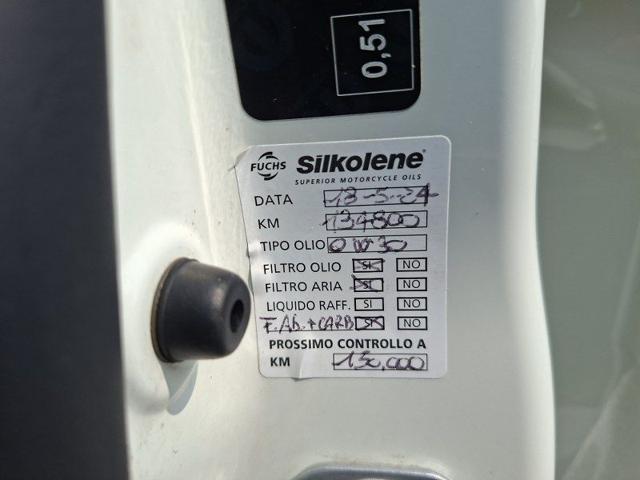 0,51
FUCHS Silkolene®
SUPERIOR MOTORCYCLE OILS
DATA 13-5-24
KM 134800
TIPO OLIO 0W30
FILTRO OLIO SI NO
FILTRO ARIA SI NO
LIQUIDO RAFF. SI NO
F. Ab. + CARB SI NO
PROSSIMO CONTROLLO A
KM 150,000